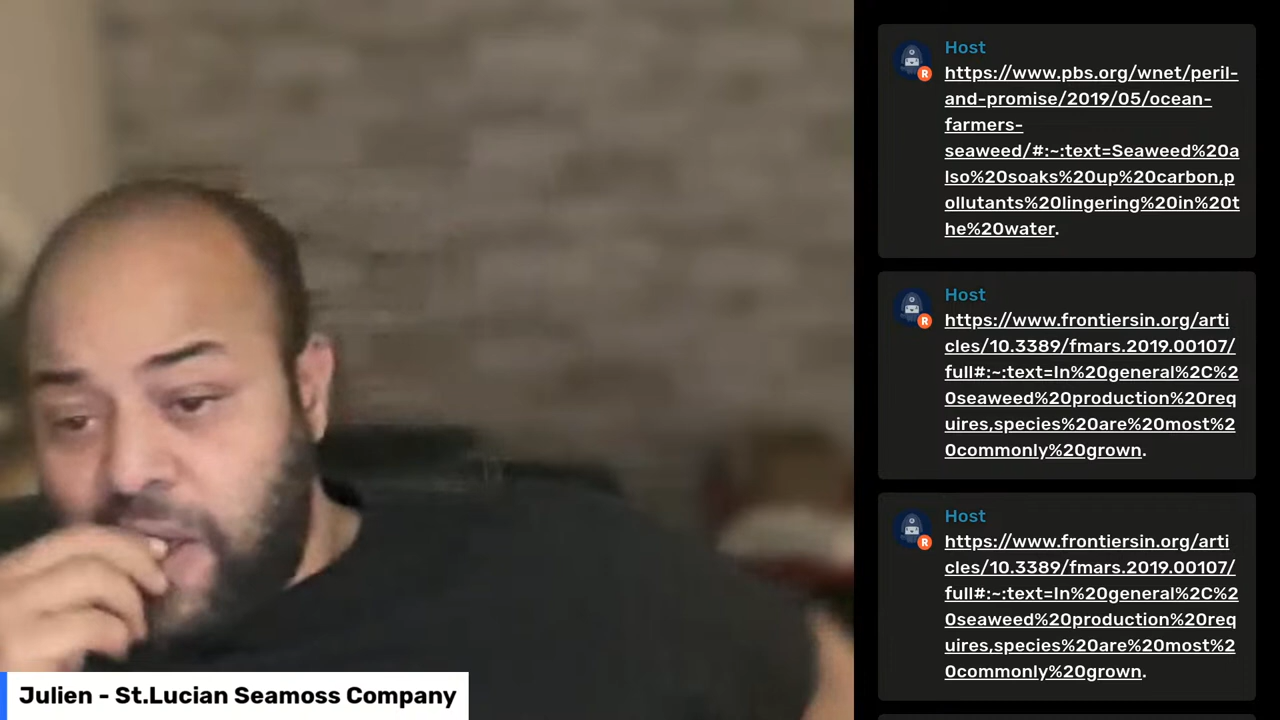 Host
https://www.pbs.org/wnet/peril-
and-promise/2019/05/ocean-
farmers-
seaweed/#:~:text=Seaweed%20a
lso%20soaks%20up%20carbon,p
ollutants%20lingering%20in%20t
he%20water.
Host
https://www.frontiersin.org/arti
cles/10.3389/fmars.2019.00107/
full#:~:text=In%20general%2C%2
0seaweed%20production%20req
uires,species%20are%20most%2
0commonly%20grown.
Host
https://www.frontiersin.org/arti
cles/10.3389/fmars.2019.00107/
full#:~:text=In%20general%2C%2
0seaweed%20production%20req
uires,species%20are%20most%2
0commonly%20grown.
Julien - St.Lucian Seamoss Company